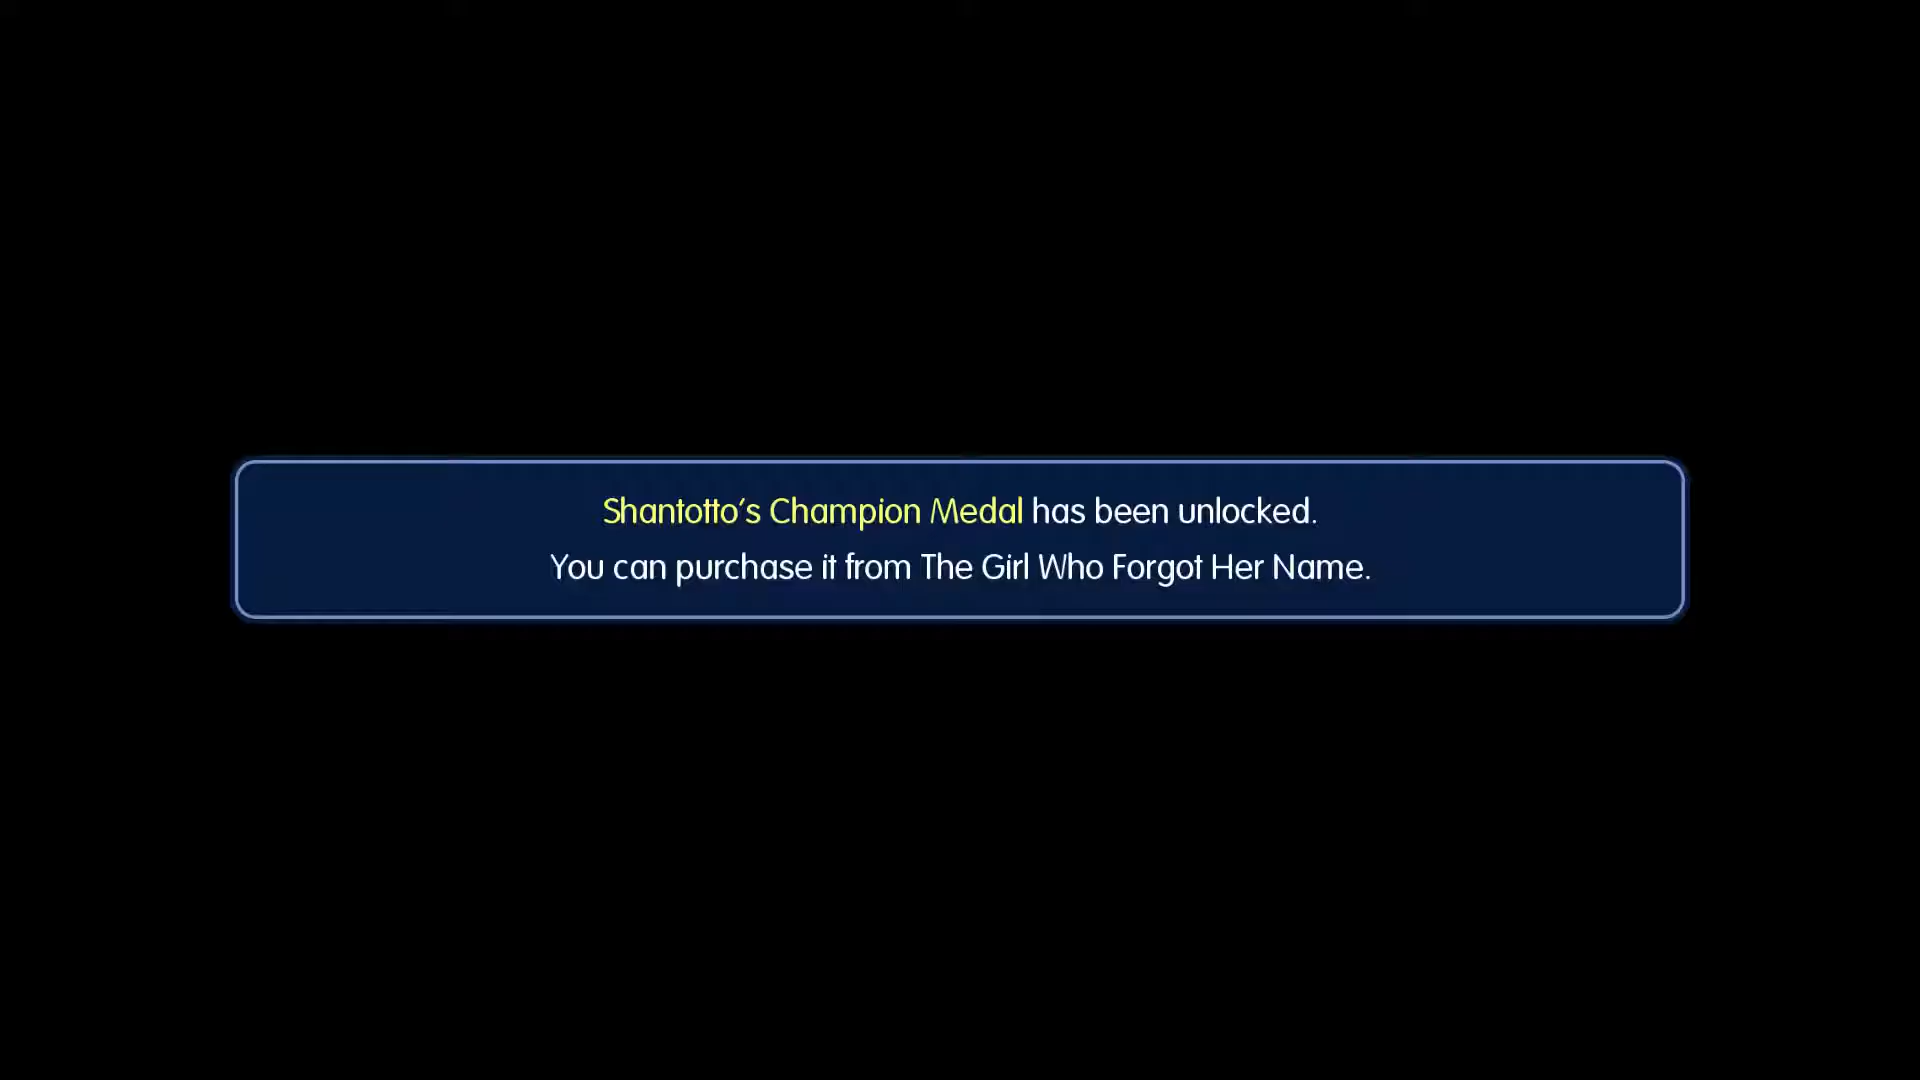 Shantotto's Champion Medal has been unlocked.
You can purchase it from The Girl Who Forgot Her Name.